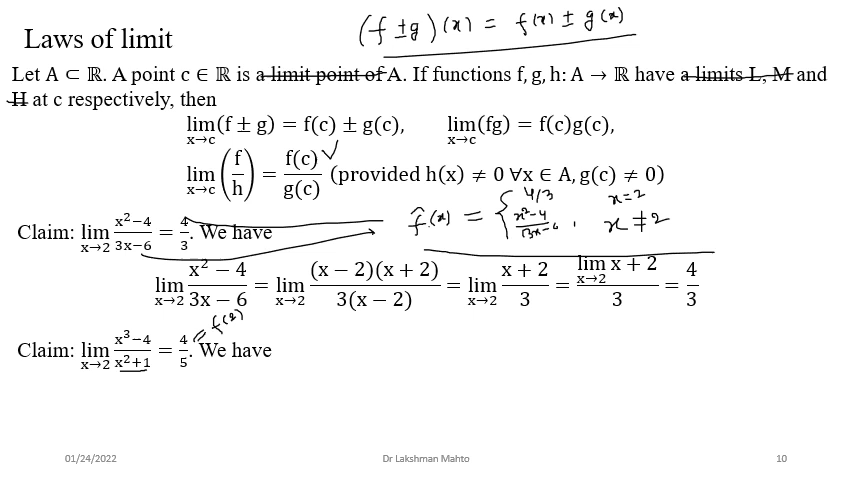 Laws of limit
(f ± g)(x) = f(x) ± g(x)
Let A ⊂ ℝ. A point c ∈ ℝ is a limit point of A. If functions f, g, h: A → ℝ have a limits L, M and
H at c respectively, then
lim x→c (f ± g) = f(c) ± g(c), lim x→c (fg) = f(c)g(c),
lim x→c (f/h) = f(c)/g(c) (provided h(x) ≠ 0 ∀x ∈ A, g(c) ≠ 0)
Claim: lim x→2 x²−4/3x−6 = 4/3. We have
f̂(x) = { 4/3 x=2
x²−4/3x−6, x ≠ 2
lim x→2 x² − 4/3x − 6 = lim x→2 (x − 2)(x + 2)/3(x − 2) = lim x→2 x + 2/3 = lim x→2 x + 2/3 = 4/3
Claim: lim x→2 x³−4/x²+1 = 4/5. We have
= f(2)
01/24/2022
Dr Lakshman Mahto
10